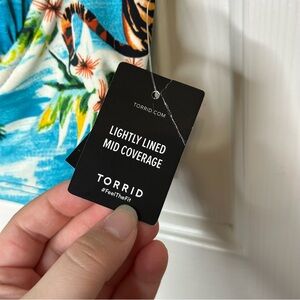 TORRID.COM
LIGHTLY LINED
MID COVERAGE
TORRID
#FeelTheFit